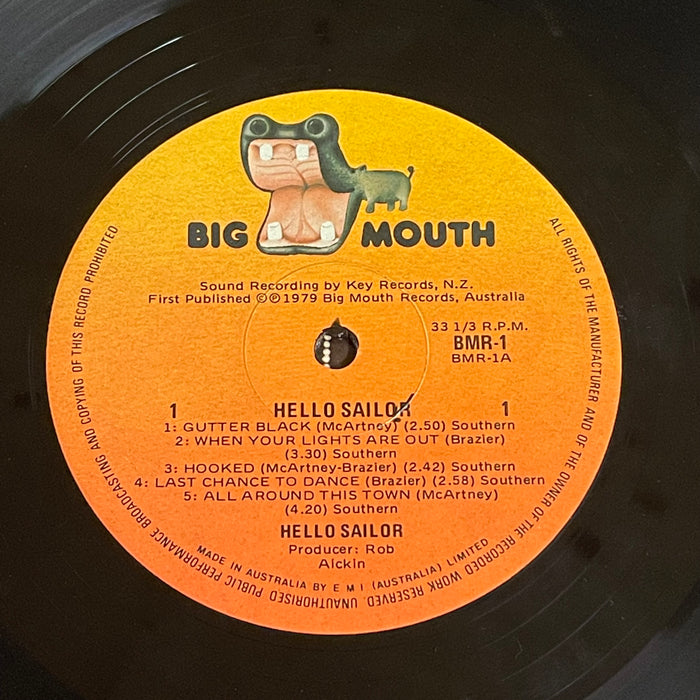 BIG MOUTH
Sound Recording by Key Records, N.Z.
First Published ©℗1979 Big Mouth Records, Australia
33 1/3 R.P.M.
BMR-1
BMR-1A
1 HELLO SAILOR 1
1: GUTTER BLACK (McArtney) (2.50) Southern
2: WHEN YOUR LIGHTS ARE OUT (Brazier)
(3.30) Southern
3: HOOKED (McArtney-Brazier) (2.42) Southern
4: LAST CHANCE TO DANCE (Brazier) (2.58) Southern
5: ALL AROUND THIS TOWN (McArtney)
(4.20) Southern
HELLO SAILOR
Producer: Rob
Aickin
MADE IN AUSTRALIA BY E M I (AUSTRALIA) LIMITED
ALL RIGHTS OF THE MANUFACTURER AND OF THE OWNER OF THE RECORDED WORK RESERVED. UNAUTHORISED PUBLIC PERFORMANCE BROADCASTING AND COPYING OF THIS RECORD PROHIBITED